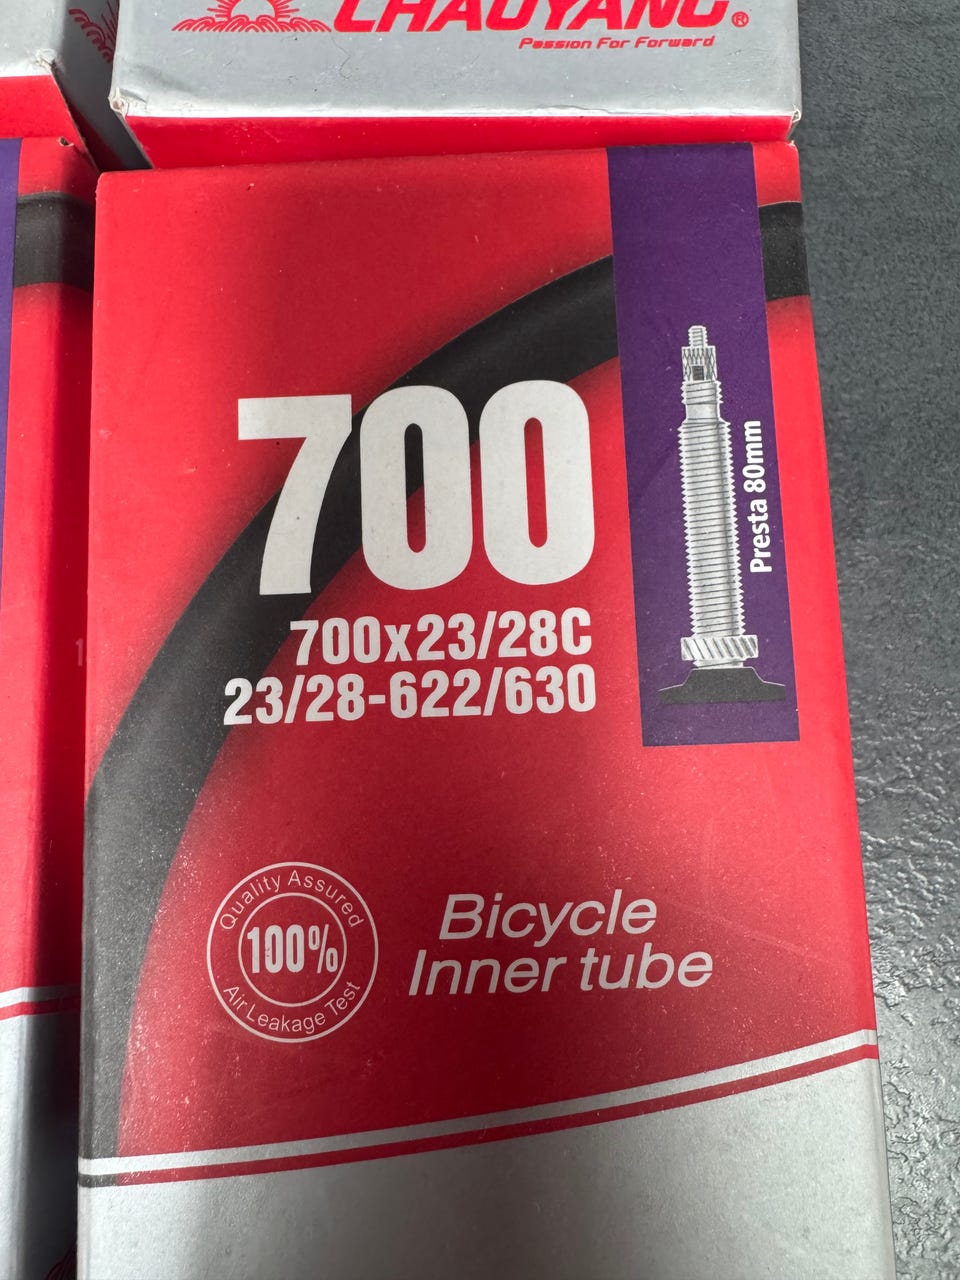 CHAOYANG®
Passion For Forward
700
700x23/28C
23/28-622/630
Presta 80mm
Quality Assured
100%
Air Leakage Test
Bicycle
Inner tube